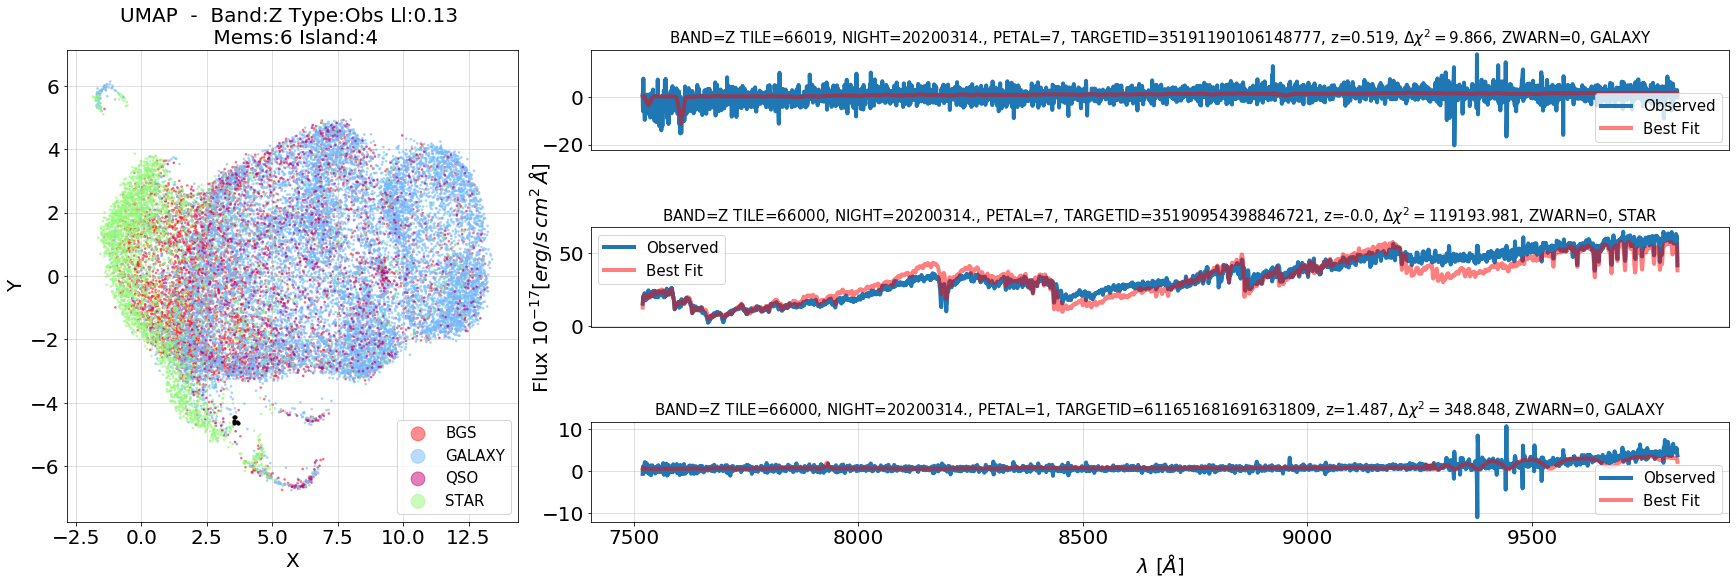 UMAP - Band:Z Type:Obs Ll:0.13
Mems:6 Island:4
Y
6
4
2
0
−2
−4
−6
BGS
GALAXY
QSO
STAR
−2.5 0.0 2.5 5.0 7.5 10.0 12.5
X
Flux 10⁻¹⁷[erg/s cm² Å]
BAND=Z TILE=66019, NIGHT=20200314., PETAL=7, TARGETID=35191190106148777, z=0.519, Δχ² = 9.866, ZWARN=0, GALAXY
0
−20
Observed
Best Fit
BAND=Z TILE=66000, NIGHT=20200314., PETAL=7, TARGETID=35190954398846721, z=-0.0, Δχ² = 119193.981, ZWARN=0, STAR
50
0
Observed
Best Fit
BAND=Z TILE=66000, NIGHT=20200314., PETAL=1, TARGETID=611651681691631809, z=1.487, Δχ² = 348.848, ZWARN=0, GALAXY
10
0
−10
Observed
Best Fit
7500 8000 8500 9000 9500
λ [Å]